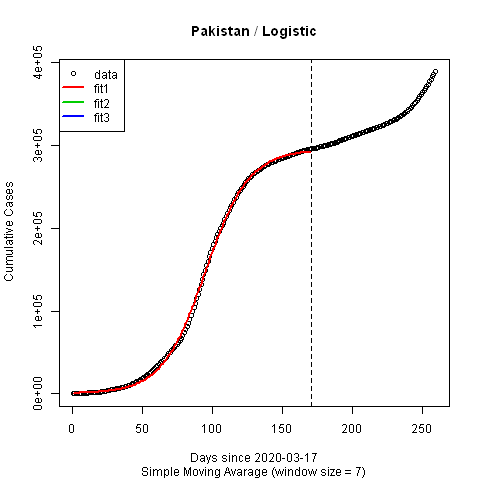 Pakistan / Logistic
data
fit1
fit2
fit3
Cumulative Cases
4e+05
3e+05
2e+05
1e+05
0e+00
0 50 100 150 200 250
Days since 2020-03-17
Simple Moving Avarage (window size = 7)